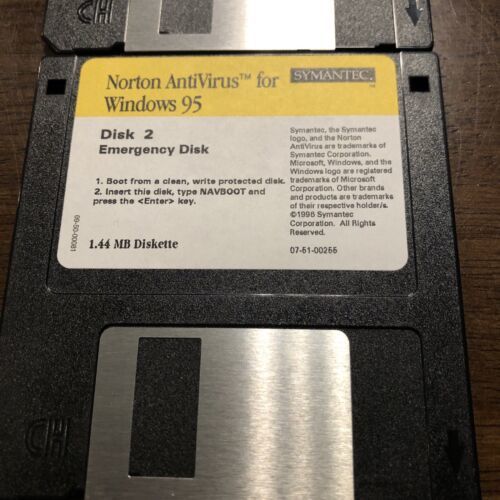 Norton AntiVirus™ for
Windows 95
SYMANTEC.™
Disk 2
Emergency Disk
1. Boot from a clean, write protected disk.
2. Insert this disk, type NAVBOOT and
press the <Enter> key.
1.44 MB Diskette
Symantec, the Symantec
logo, and the Norton
AntiVirus are trademarks of
Symantec Corporation.
Microsoft, Windows, and the
Windows logo are registered
trademarks of Microsoft
Corporation. Other brands
and products are trademarks
of their respective holder/s.
©1996 Symantec
Corporation. All Rights
Reserved.
07-51-00255